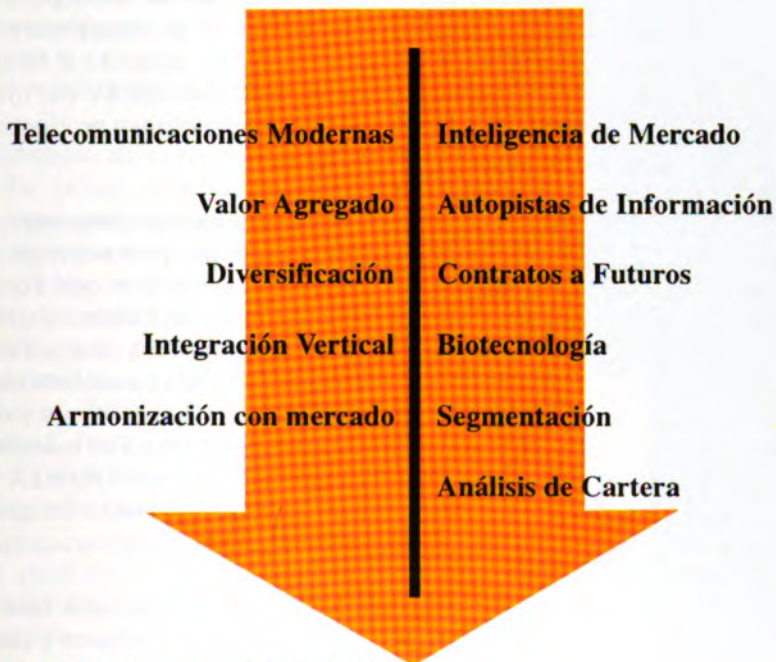 Telecomunicaciones Modernas
Valor Agregado
Diversificación
Integración Vertical
Armonización con mercado
Inteligencia de Mercado
Autopistas de Información
Contratos a Futuros
Biotecnología
Segmentación
Análisis de Cartera